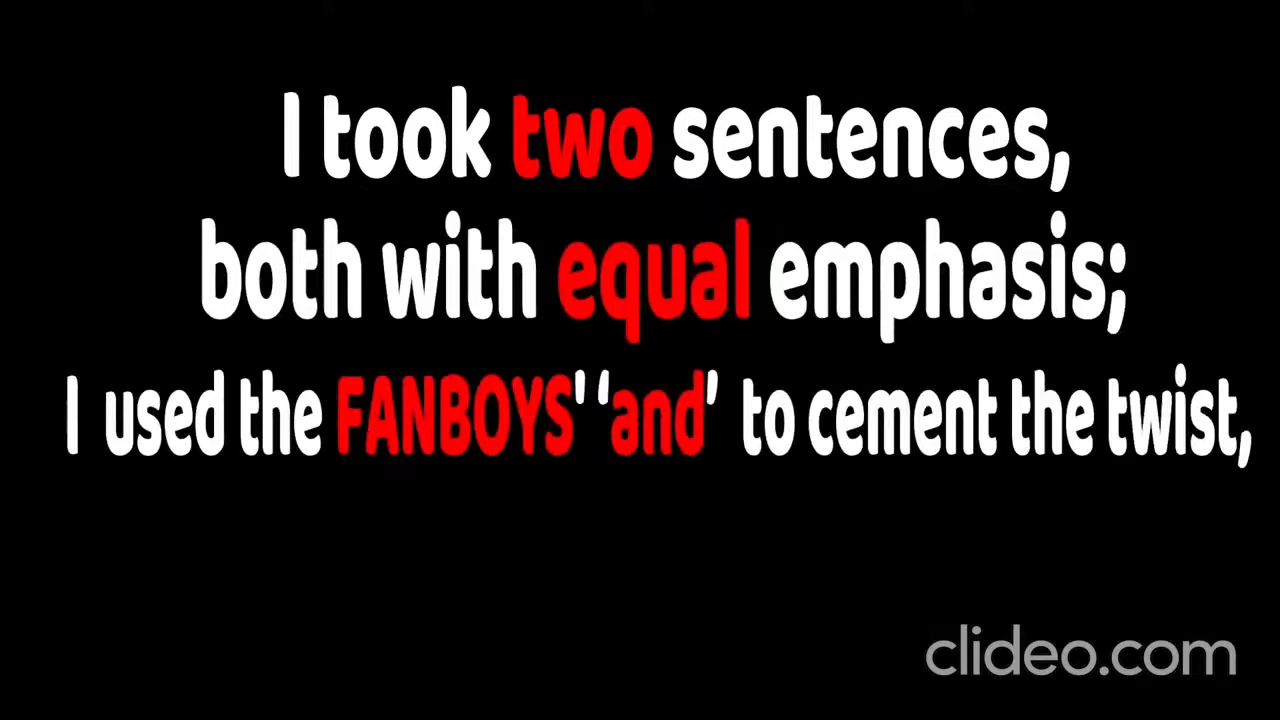 I took two sentences,
both with equal emphasis;
I used the FANBOYS' ‘and’ to cement the twist,
clideo.com